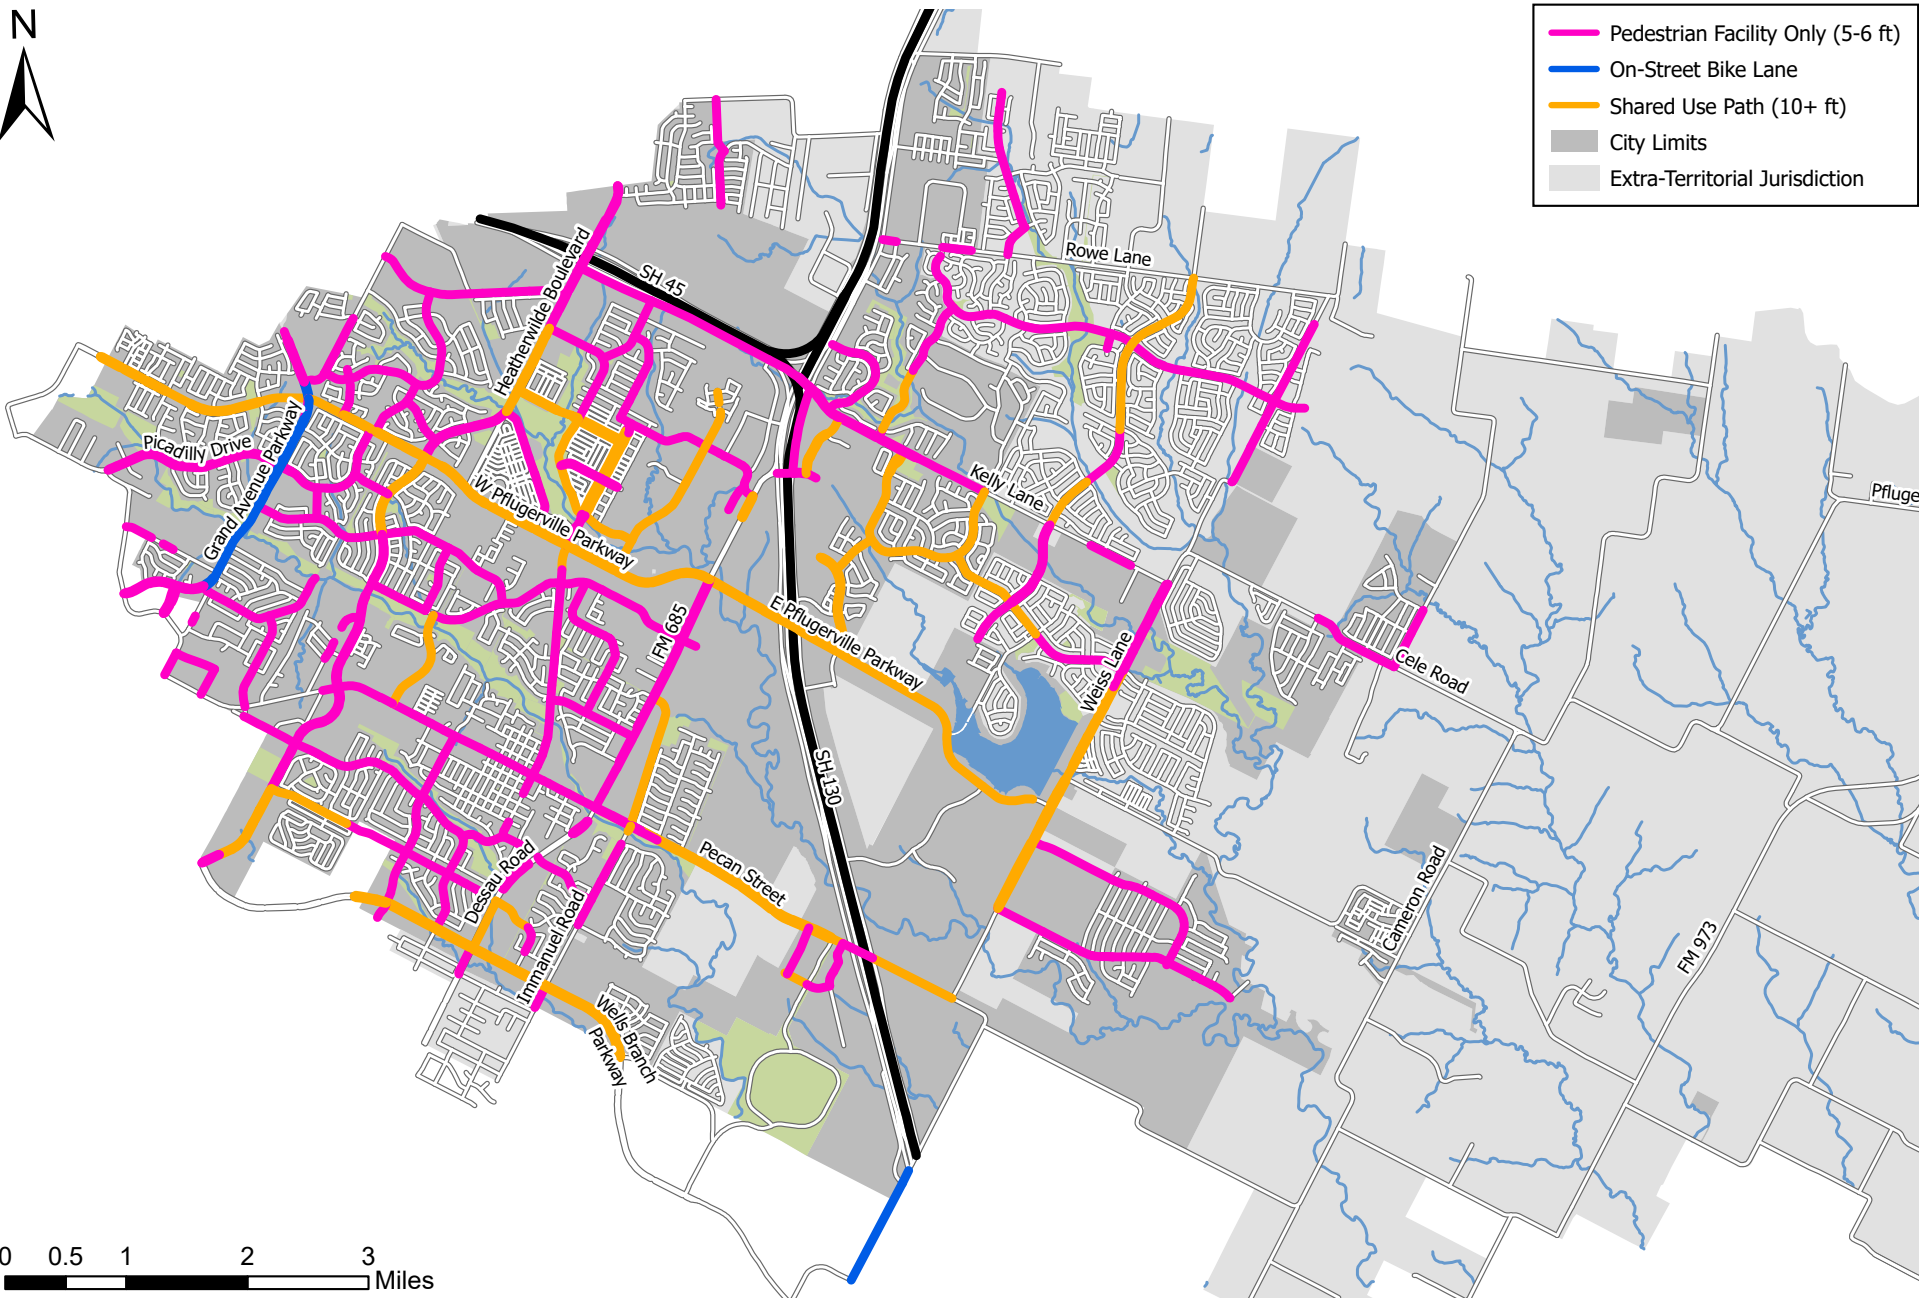 N
Pedestrian Facility Only (5-6 ft)
On-Street Bike Lane
Shared Use Path (10+ ft)
City Limits
Extra-Territorial Jurisdiction
Heatherwilde Boulevard
SH 45
Rowe Lane
Picadilly Drive
Grand Avenue Parkway
W Pflugerville Parkway
Kelly Lane
Pfluge
E Pflugerville Parkway
FM 685
Weiss Lane
Cele Road
SH 130
Pecan Street
Dessau Road
Immanuel Road
Cameron Road
FM 973
Wells Branch
Parkway
0 0.5 1 2 3
Miles